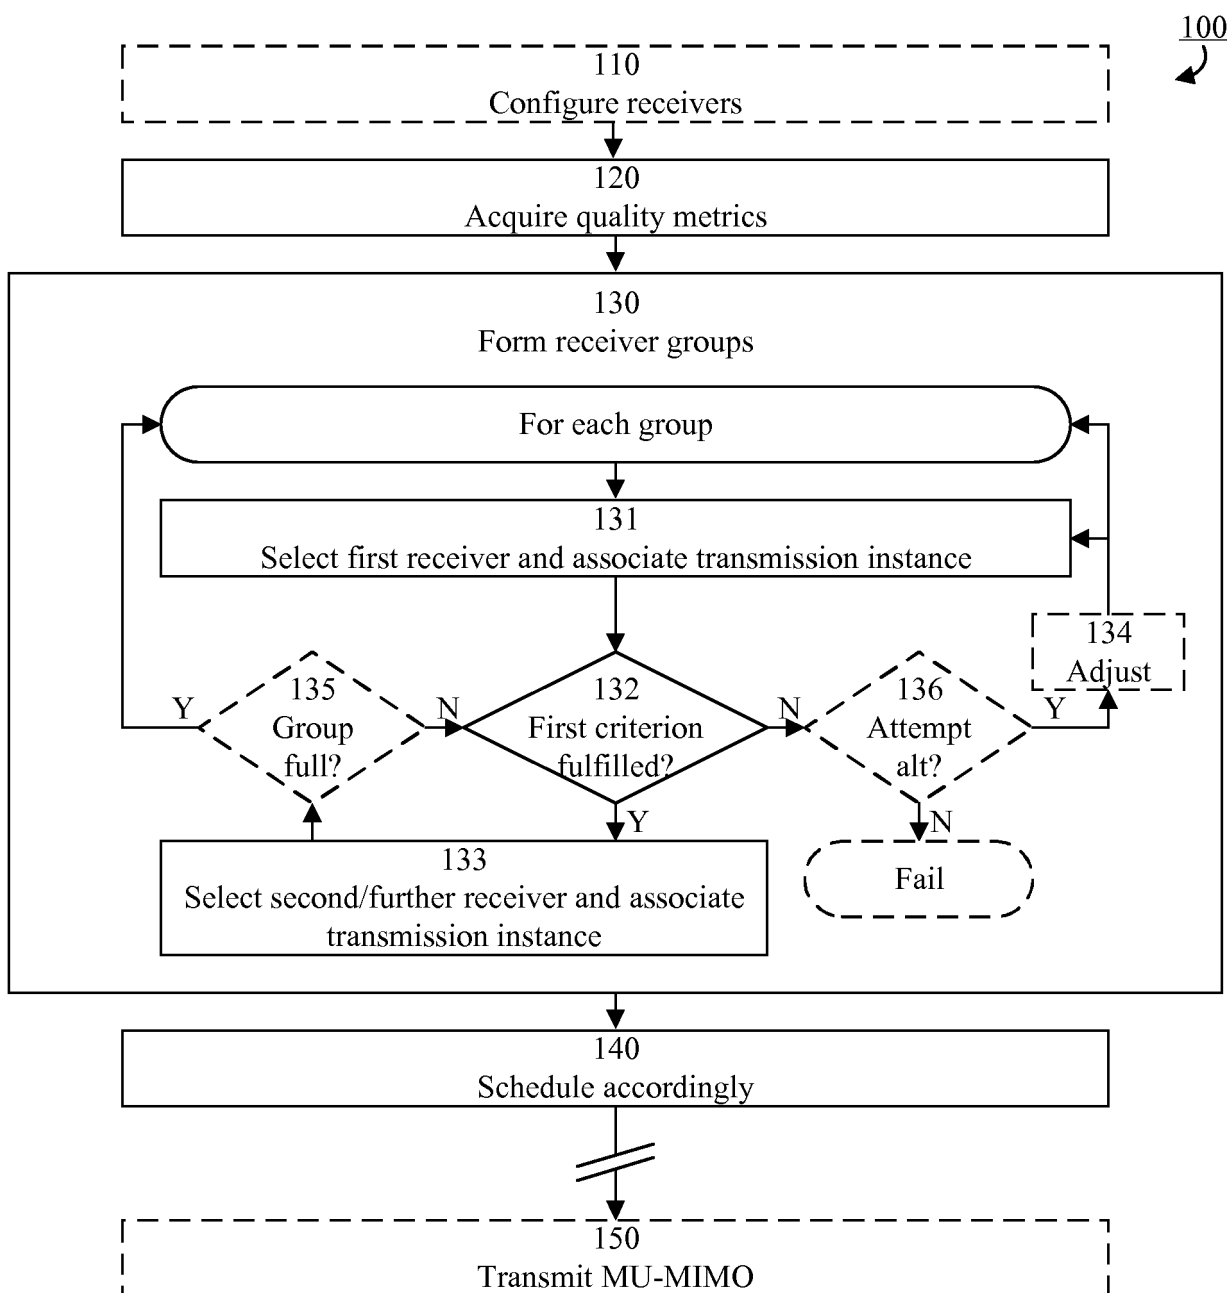 100
110
Configure receivers
120
Acquire quality metrics
130
Form receiver groups
For each group
131
Select first receiver and associate transmission instance
134
Adjust
135
Group
full?
Y
N
132
First criterion
fulfilled?
N
Y
136
Attempt
alt?
Y
N
133
Select second/further receiver and associate
transmission instance
Fail
140
Schedule accordingly
150
Transmit MU-MIMO